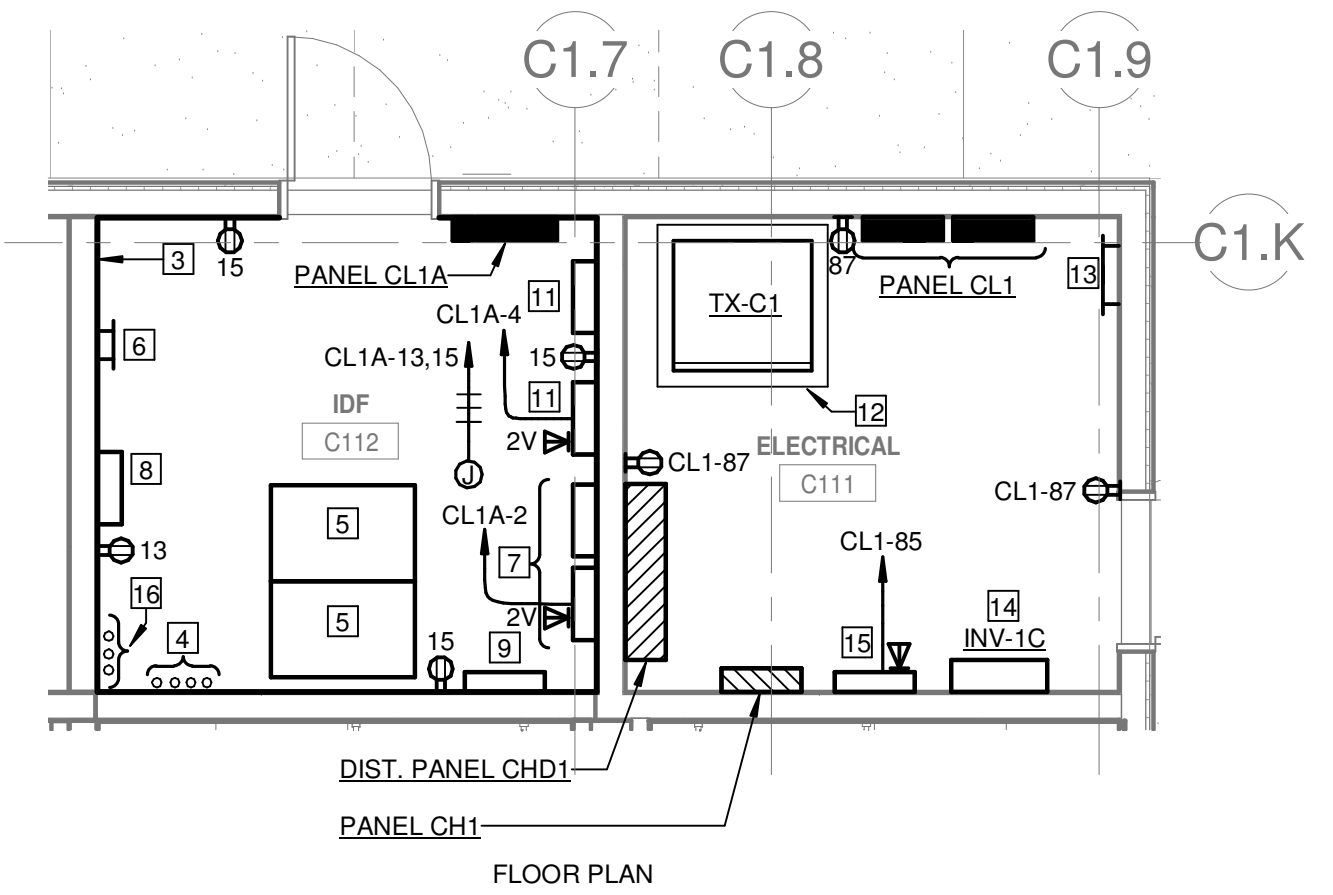 C1.7
C1.8
C1.9
C1.K
3
15
PANEL CL1A
87
PANEL CL1
13
11
TX-C1
CL1A-4
6
CL1A-13,15
15
11
12
IDF
C112
2V
ELECTRICAL
C111
8
J
CL1-87
CL1-87
5
CL1A-2
CL1-85
13
7
16
5
2V
14
4
15
9
15
INV-1C
DIST. PANEL CHD1
PANEL CH1
FLOOR PLAN